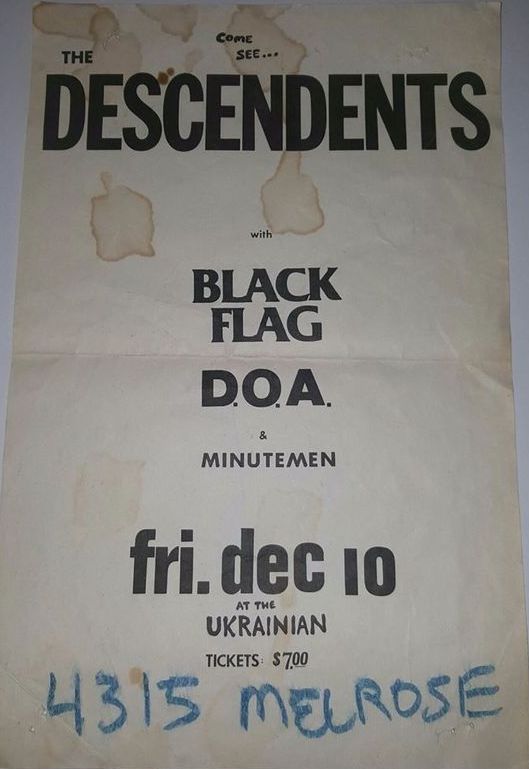 COME
SEE...
THE
DESCENDENTS
with
BLACK
FLAG
D.O.A.
&
MINUTEMEN
fri. dec 10
AT THE
UKRAINIAN
TICKETS: $7.00
4315 MELROSE